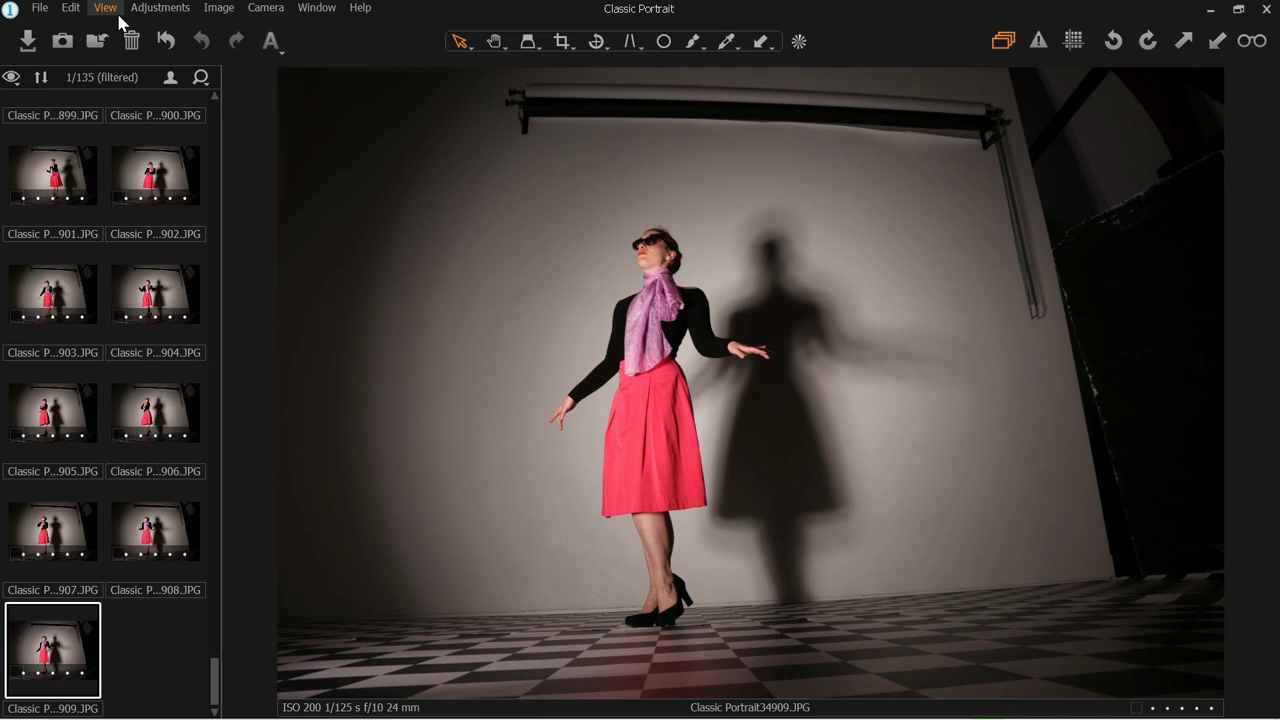 File Edit View Adjustments Image Camera Window Help
Classic Portrait
A
1/135 (filtered)
Classic P...899.JPG Classic P...900.JPG
Classic P...901.JPG Classic P...902.JPG
Classic P...903.JPG Classic P...904.JPG
Classic P...905.JPG Classic P...906.JPG
Classic P...907.JPG Classic P...908.JPG
Classic P...909.JPG
ISO 200 1/125 s f/10 24 mm
Classic Portrait34909.JPG